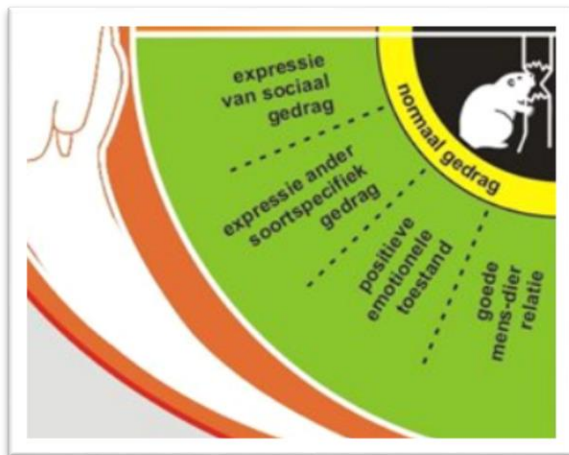 expressie
van sociaal
gedrag
expressie ander
soortspecifiek
gedrag
positieve
emotionele
toestand
goede
mens-dier
relatie
normaal gedrag